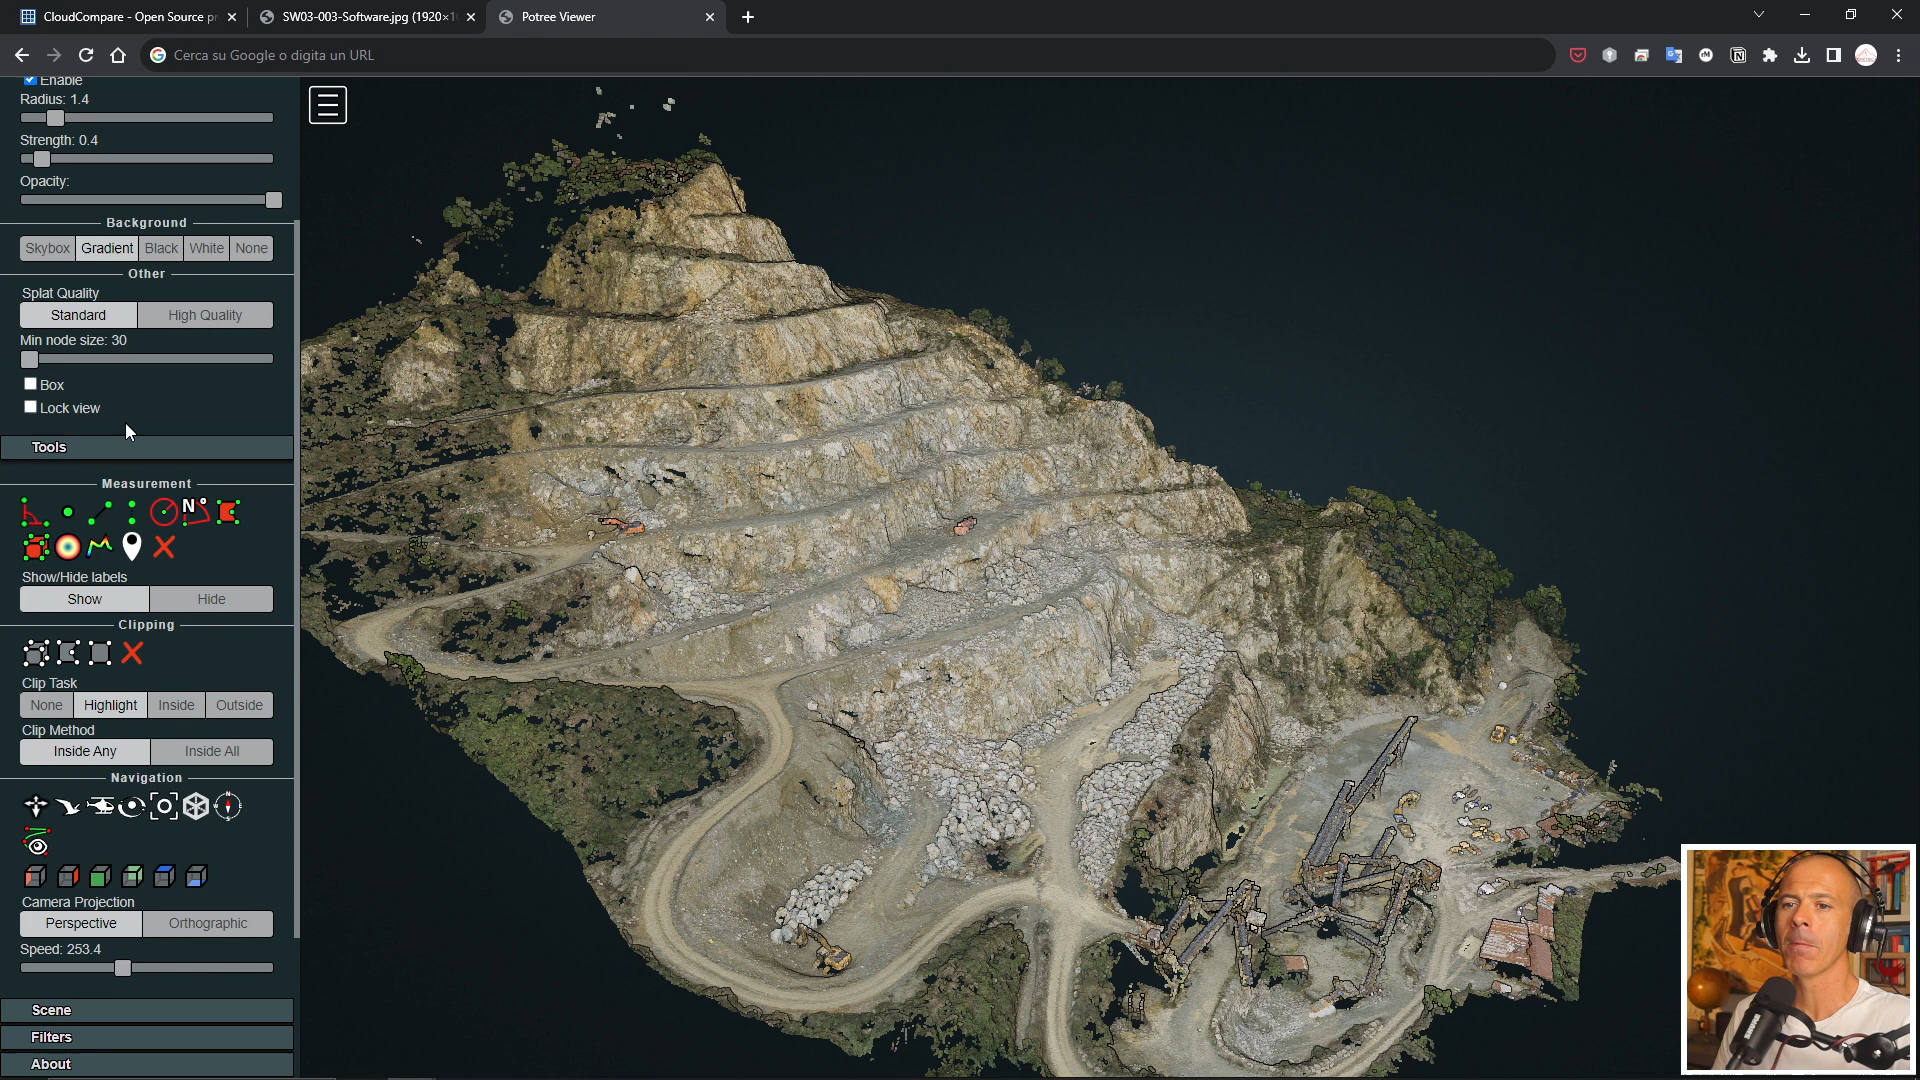 CloudCompare - Open Source pr
SW03-003-Software.jpg (1920×1
Potree Viewer
Cerca su Google o digita un URL
Enable
Radius: 1.4
Strength: 0.4
Opacity:
Background
Skybox Gradient Black White None
Other
Splat Quality
Standard High Quality
Min node size: 30
Box
Lock view
Tools
Measurement
N°
Show/Hide labels
Show Hide
Clipping
Clip Task
None Highlight Inside Outside
Clip Method
Inside Any Inside All
Navigation
Camera Projection
Perspective Orthographic
Speed: 253.4
Scene
Filters
About